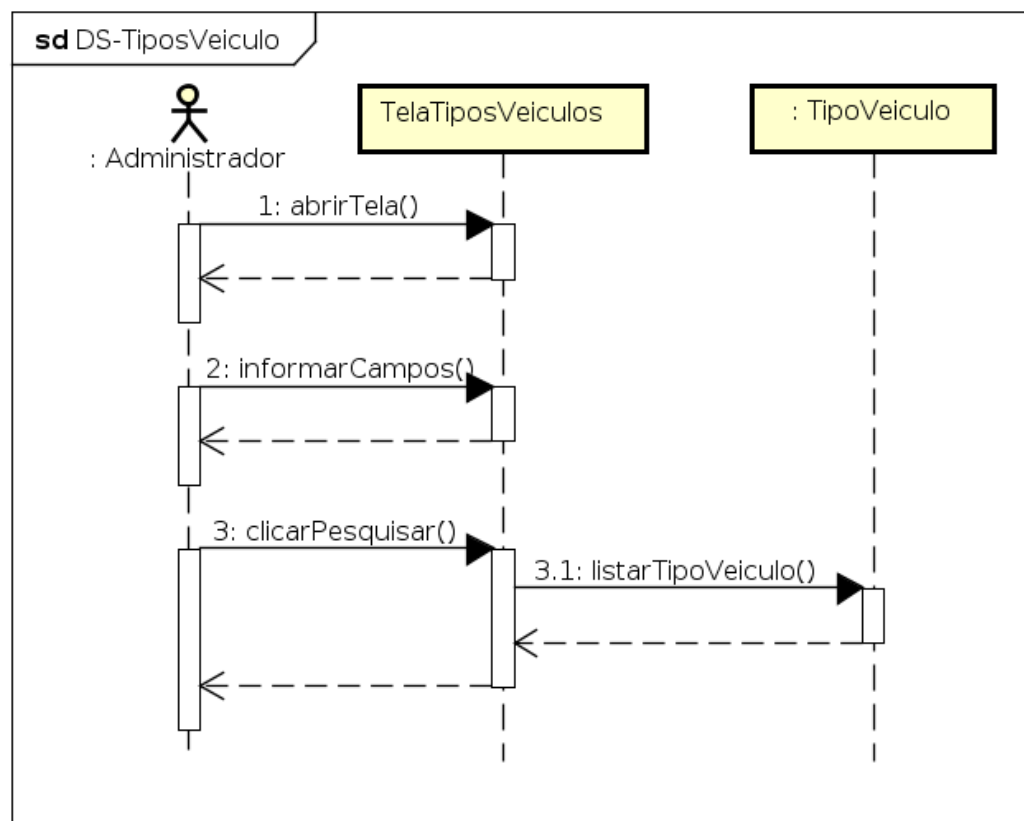 sd DS-TiposVeiculo
: Administrador
TelaTiposVeiculos
: TipoVeiculo
1: abrirTela()
2: informarCampos()
3: clicarPesquisar()
3.1: listarTipoVeiculo()